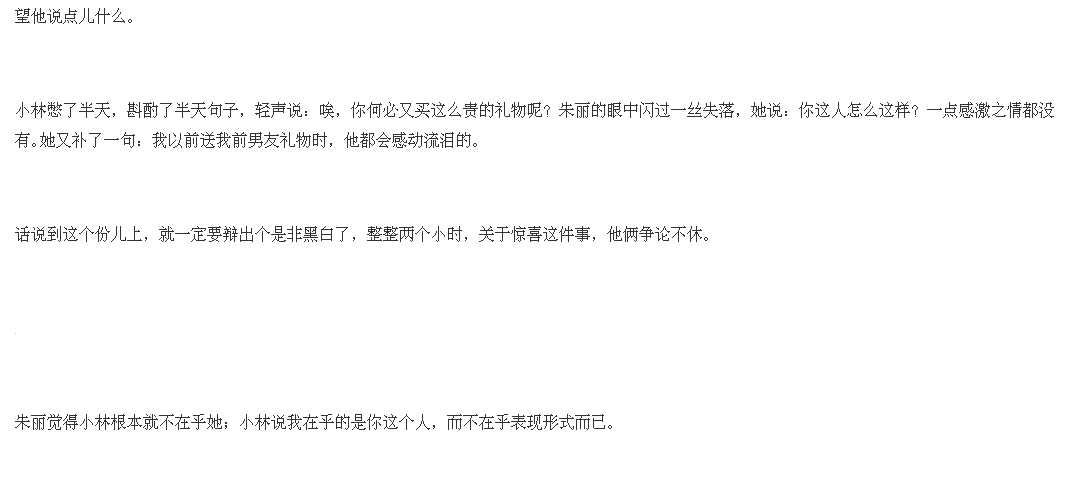 望他说点儿什么。
小林憋了半天，斟酌了半天句子，轻声说：唉，你何必又买这么贵的礼物呢？朱丽的眼中闪过一丝失落，她说：你这人怎么这样？一点感激之情都没
有。她又补了一句：我以前送我前男友礼物时，他都会感动流泪的。
话说到这个份儿上，就一定要辩出个是非黑白了，整整两个小时，关于惊喜这件事，他俩争论不休。
朱丽觉得小林根本就不在乎她；小林说我在乎的是你这个人，而不在乎表现形式而已。